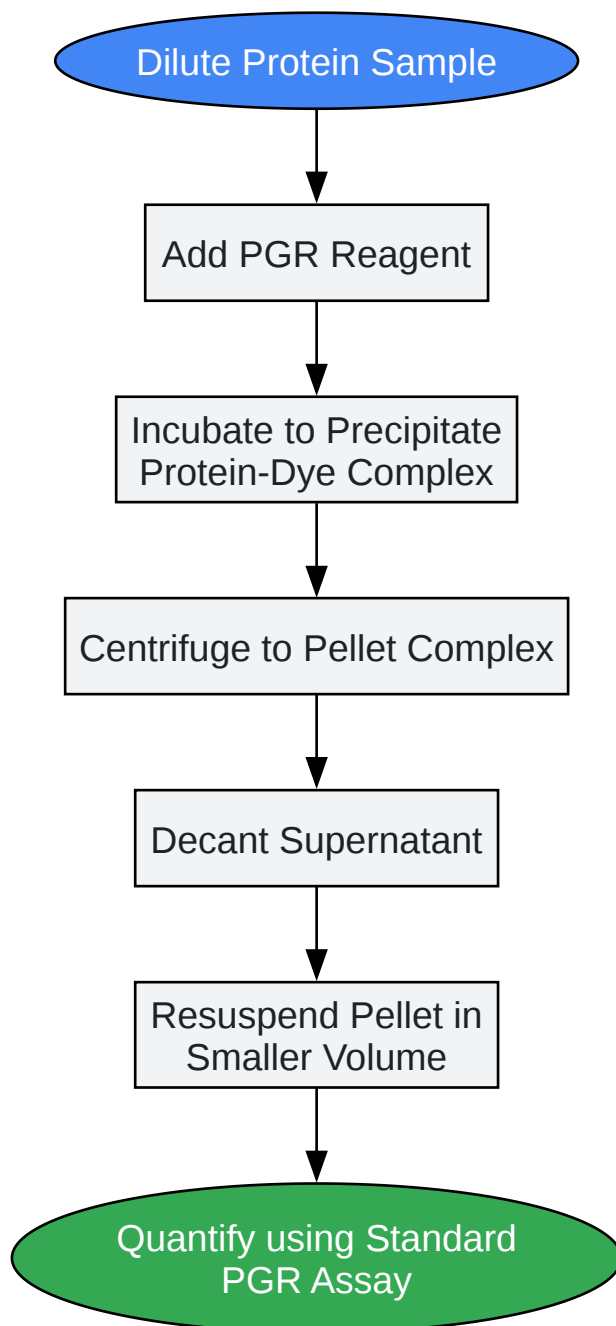 Dilute Protein Sample
Add PGR Reagent
Incubate to Precipitate
Protein-Dye Complex
Centrifuge to Pellet Complex
Decant Supernatant
Resuspend Pellet in
Smaller Volume
Quantify using Standard
PGR Assay